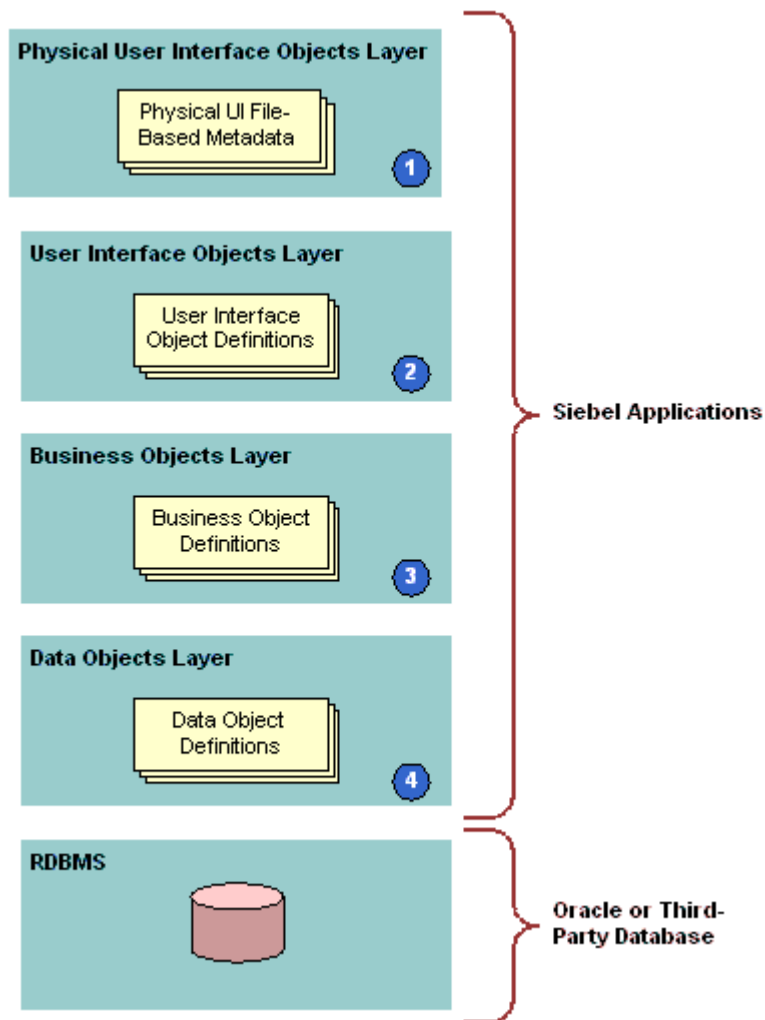 Physical User Interface Objects Layer
Physical UI File-
Based Metadata
1
User Interface Objects Layer
User Interface
Object Definitions
2
Siebel Applications
Business Objects Layer
Business Object
Definitions
3
Data Objects Layer
Data Object
Definitions
4
RDBMS
Oracle or Third-
Party Database